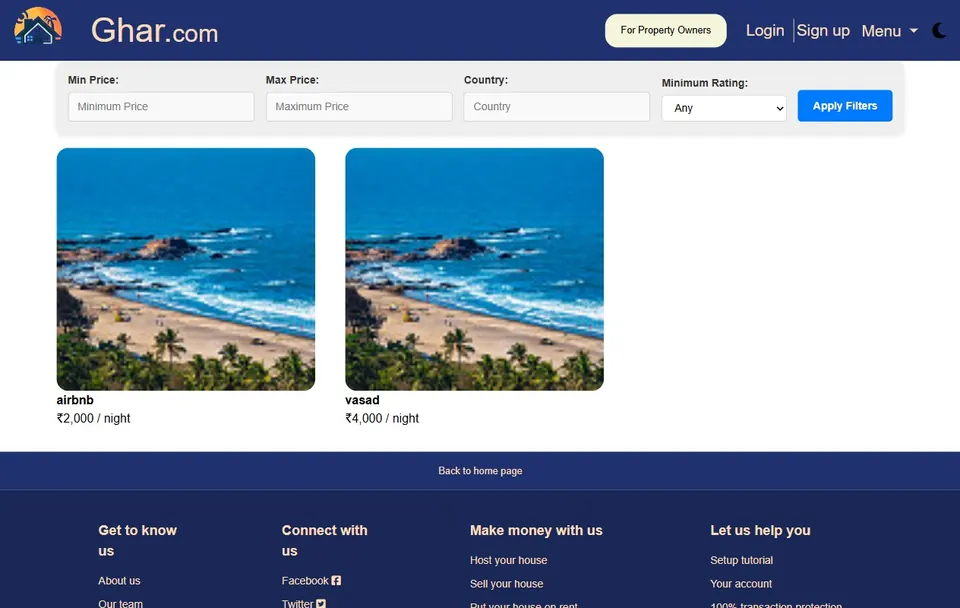 Ghar.com
For Property Owners
Login
Sign up
Menu
Min Price:
Max Price:
Country:
Minimum Rating:
Minimum Price
Maximum Price
Country
Any
Apply Filters
airbnb
₹2,000 / night
vasad
₹4,000 / night
Back to home page
Get to know
us
About us
Our team
Connect with
us
Facebook
Twitter
Make money with us
Host your house
Sell your house
Put your house on rent
Let us help you
Setup tutorial
Your account
100% transaction protection